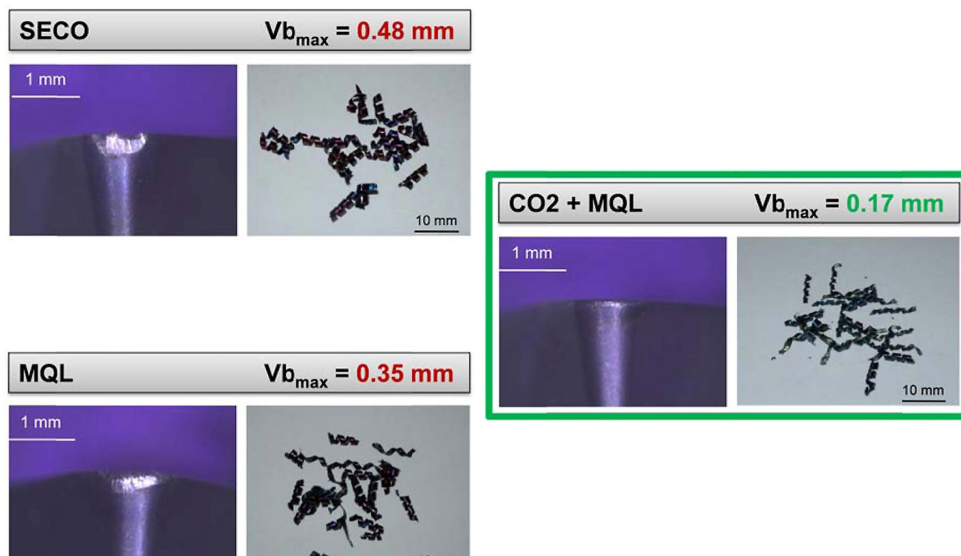 SECO Vbmax = 0.48 mm
1 mm
10 mm
CO2 + MQL Vbmax = 0.17 mm
1 mm
10 mm
MQL Vbmax = 0.35 mm
1 mm